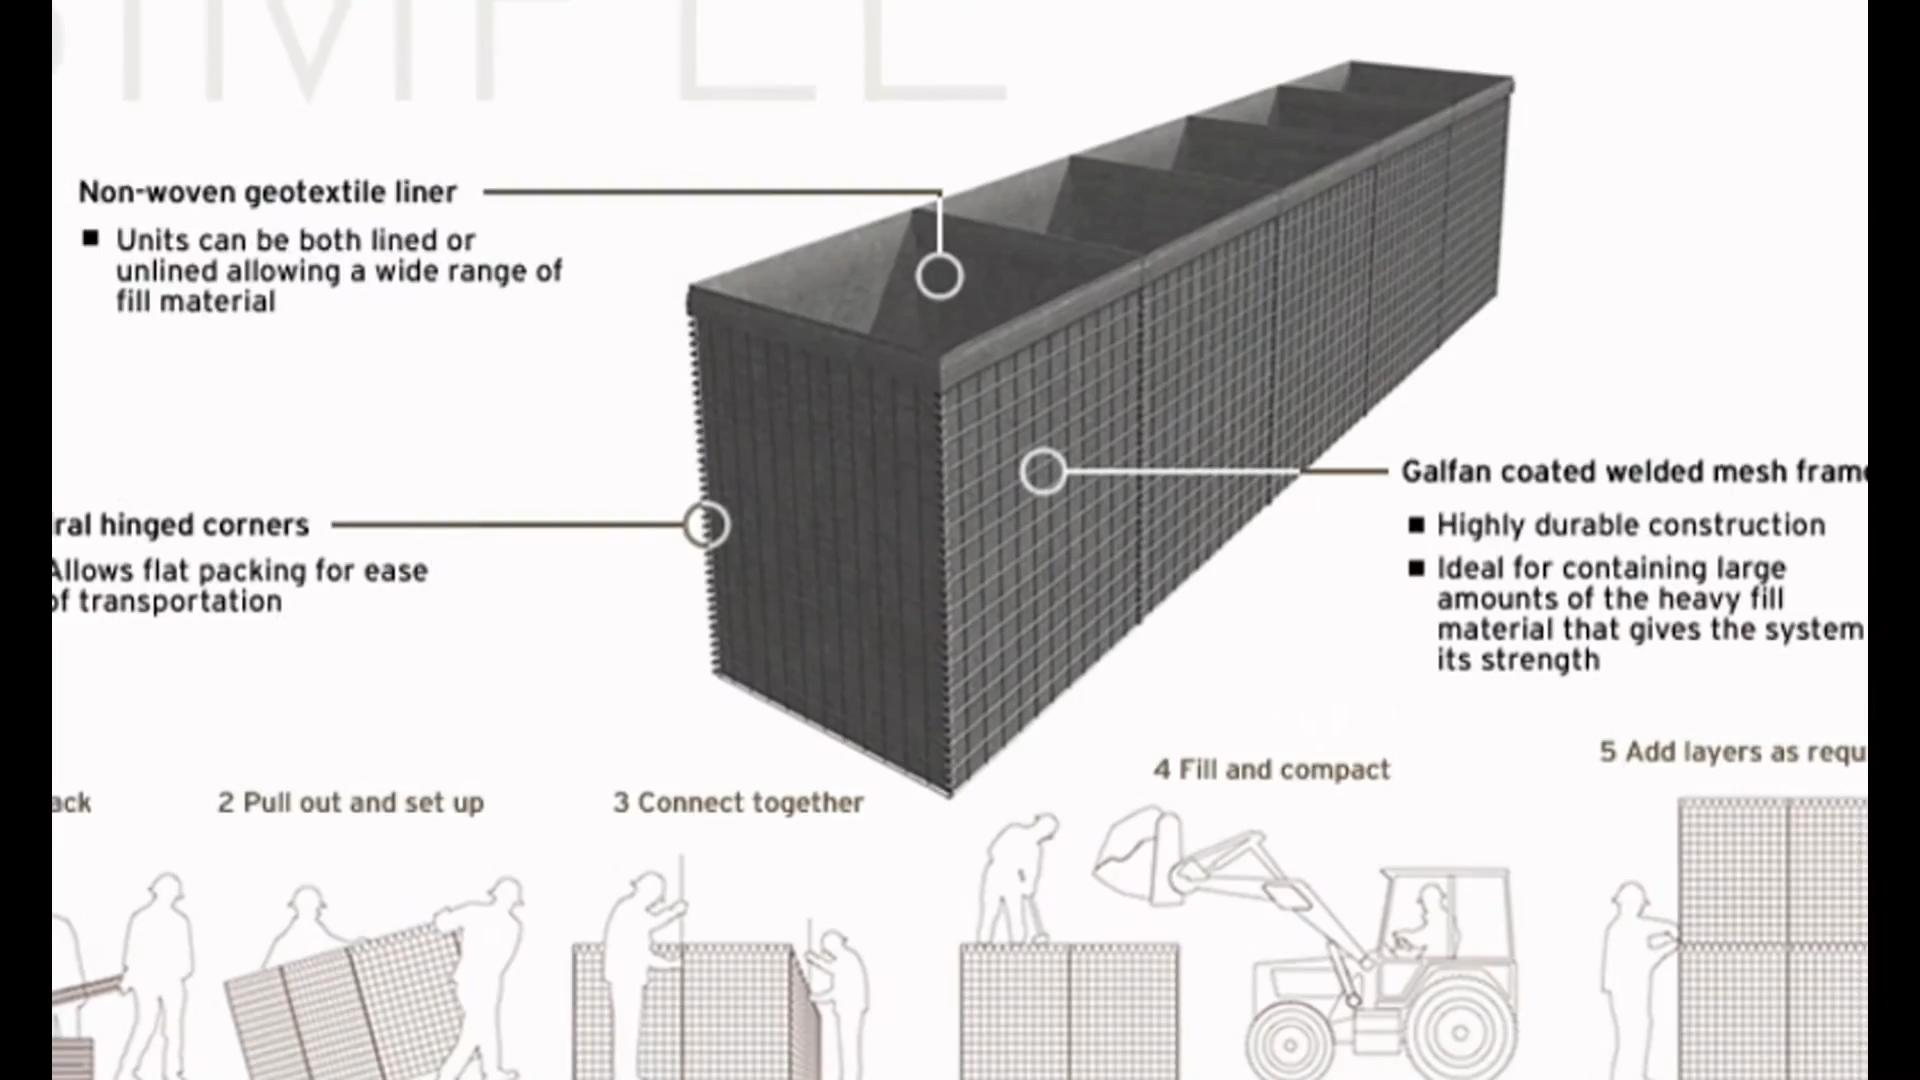 SIMPLE
Non-woven geotextile liner
■ Units can be both lined or
unlined allowing a wide range of
fill material
ral hinged corners
Allows flat packing for ease
of transportation
Galfan coated welded mesh frame
■ Highly durable construction
■ Ideal for containing large
amounts of the heavy fill
material that gives the system
its strength
ack
2 Pull out and set up
3 Connect together
4 Fill and compact
5 Add layers as requ